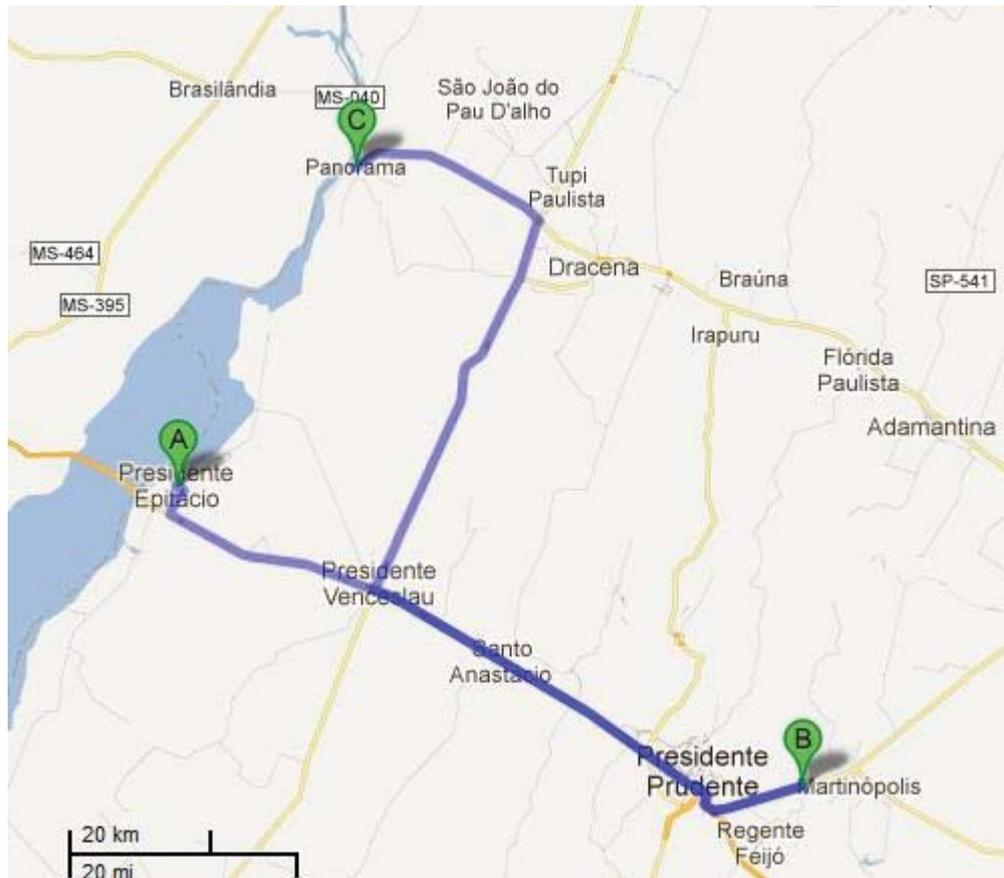 Brasilândia
MS-040
São João do
Pau D'alho
C
Panorama
Tupi
Paulista
MS-464
Dracena
Braúna
SP-541
MS-395
Irapuru
Flórida
Paulista
Adamantina
A
Presidente
Epitácio
Presidente
Venceslau
Santo
Anastácio
B
Presidente
Prudente
Martinôpolis
Regente
Feijó
20 km
20 mi